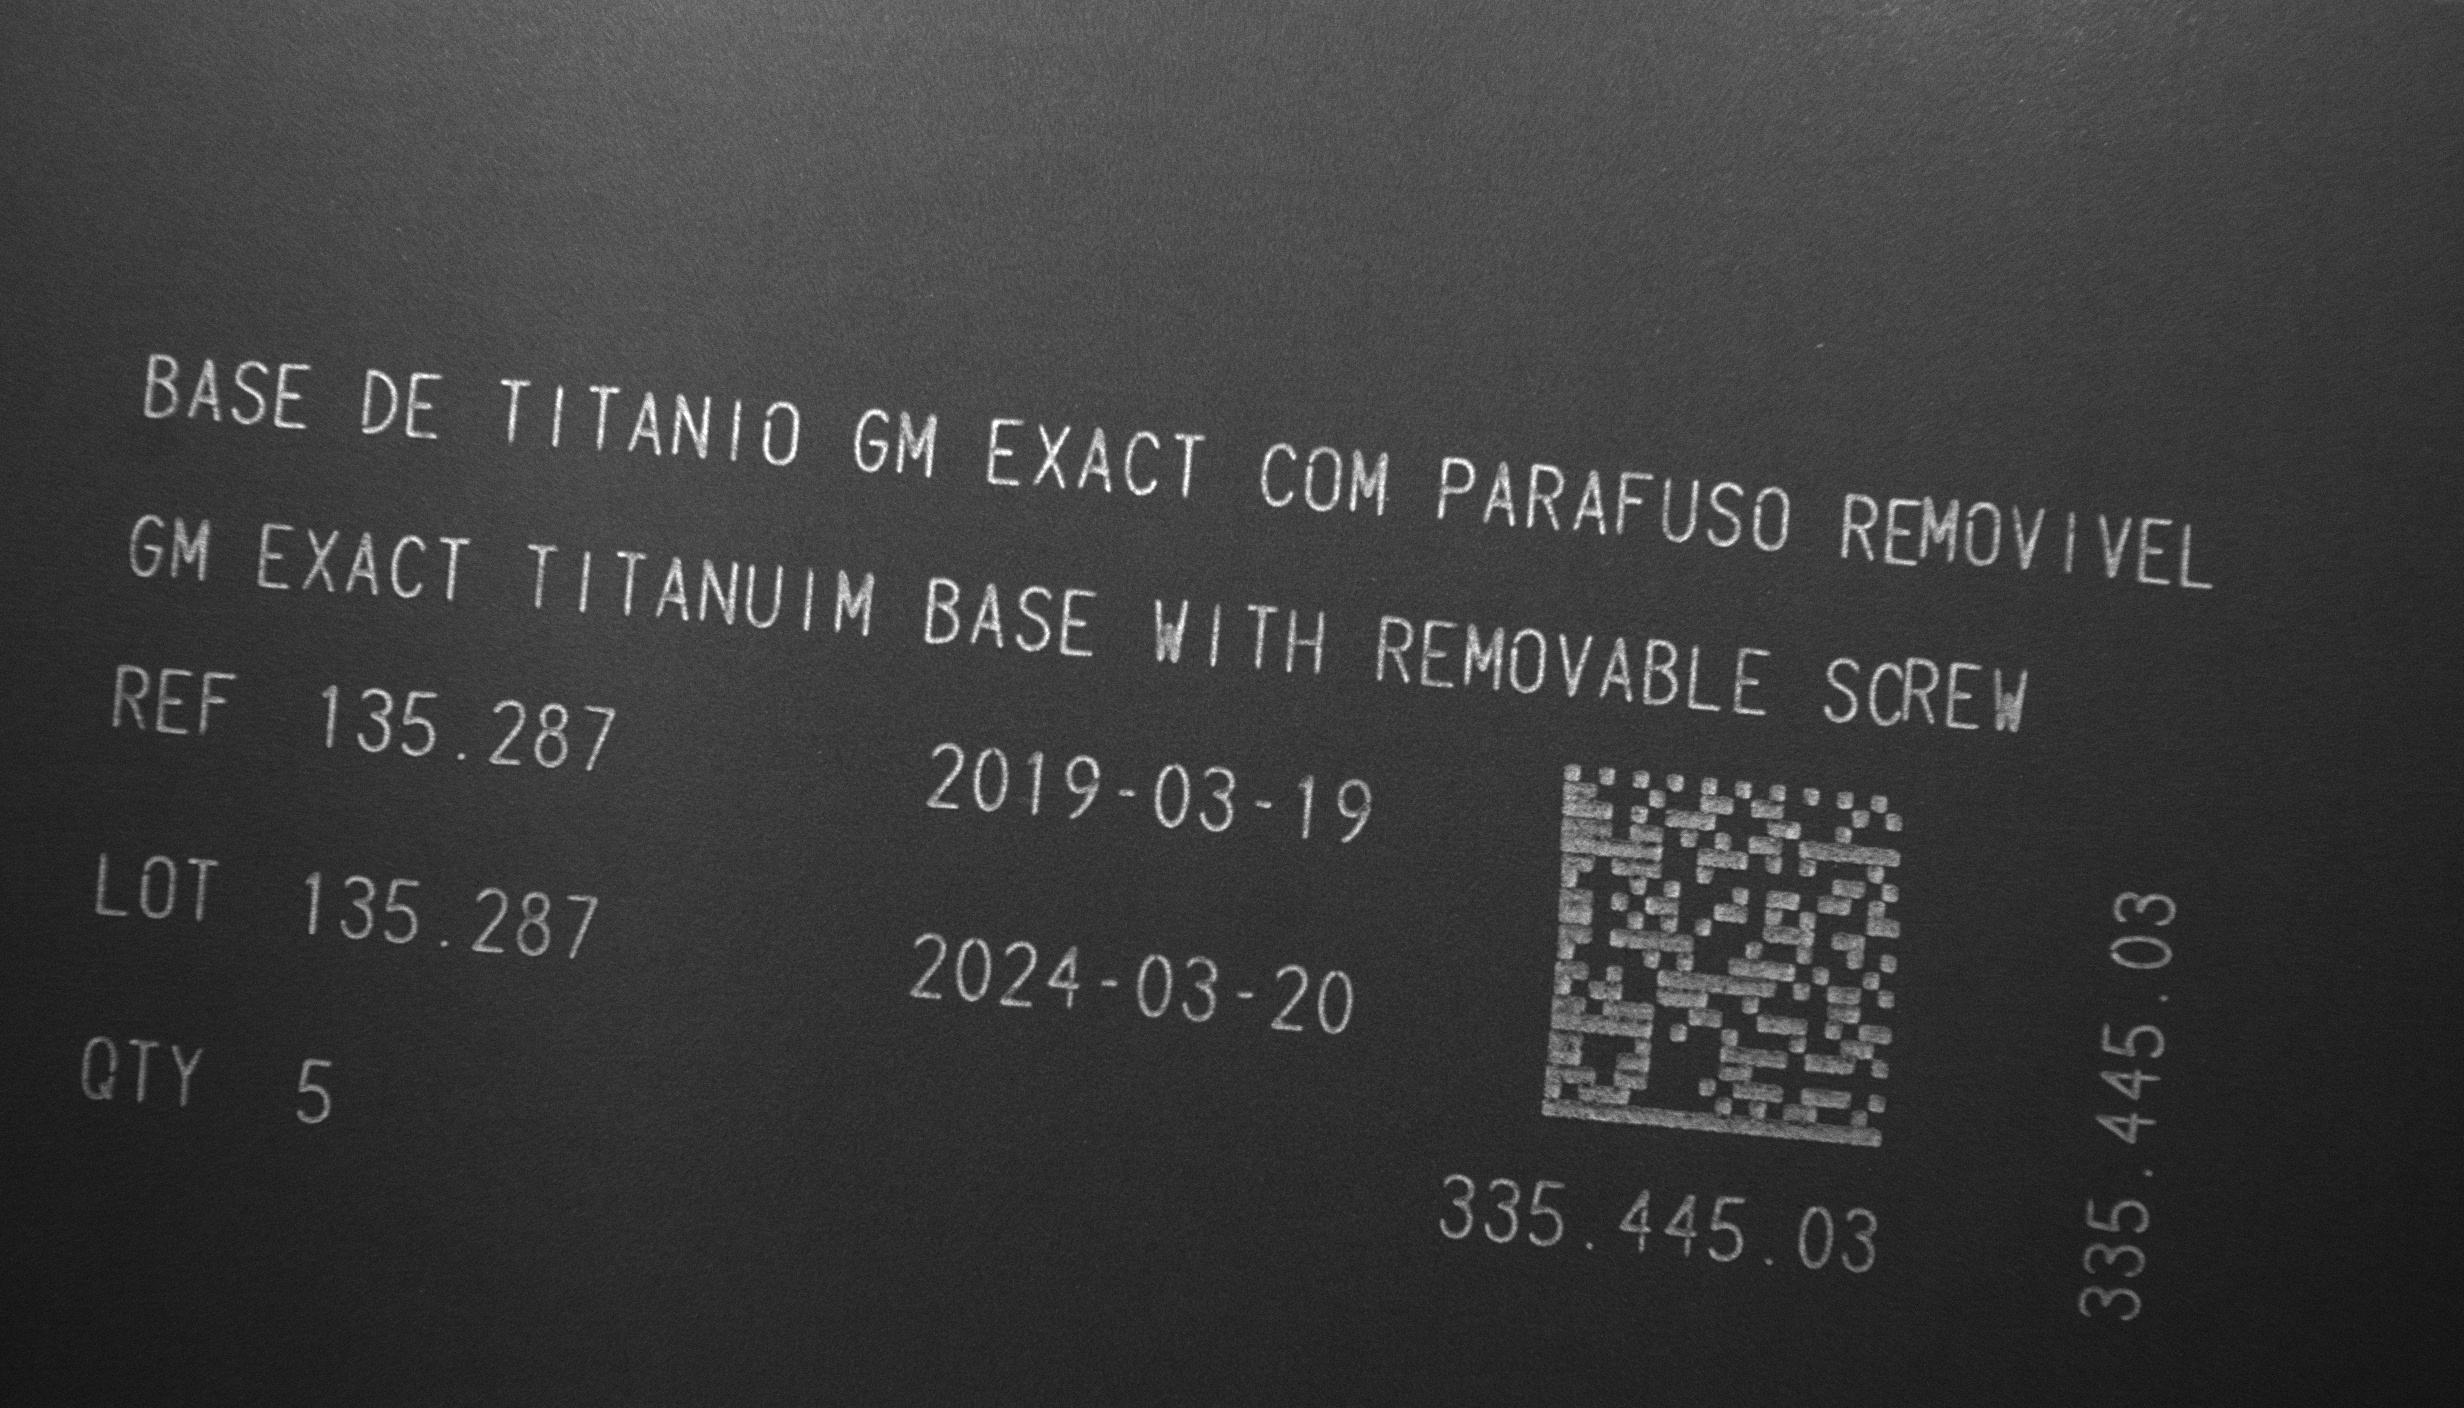 BASE DE TITANIO GM EXACT COM PARAFUSO REMOVIVEL
GM EXACT TITANUIM BASE WITH REMOVABLE SCREW
REF 135.287 2019-03-19
LOT 135.287 2024-03-20
QTY 5
335.445.03
335.445.03